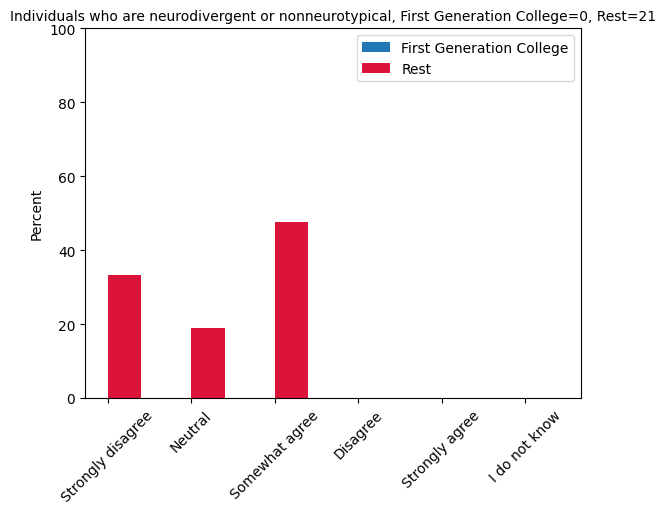 Individuals who are neurodivergent or nonneurotypical, First Generation College=0, Rest=21
100
80
60
40
20
0
Percent
First Generation College
Rest
Strongly disagree
Neutral
Somewhat agree
Disagree
Strongly agree
I do not know